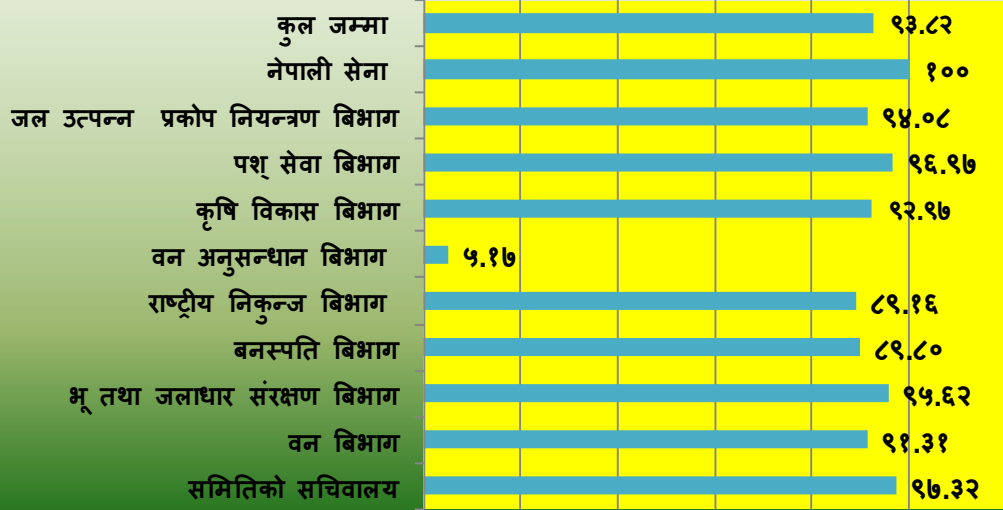 कुल जम्मा ९३.८२
नेपाली सेना १००
जल उत्पन्न प्रकोप नियन्त्रण बिभाग ९४.०८
पशु सेवा बिभाग ९६.९७
कृषि विकास बिभाग ९२.९७
वन अनुसन्धान बिभाग ५.१७
राष्ट्रीय निकुन्ज बिभाग ८९.१६
बनस्पति बिभाग ८९.८०
भू तथा जलाधार संरक्षण बिभाग ९५.६२
वन बिभाग ९१.३१
समितिको सचिवालय ९७.३२